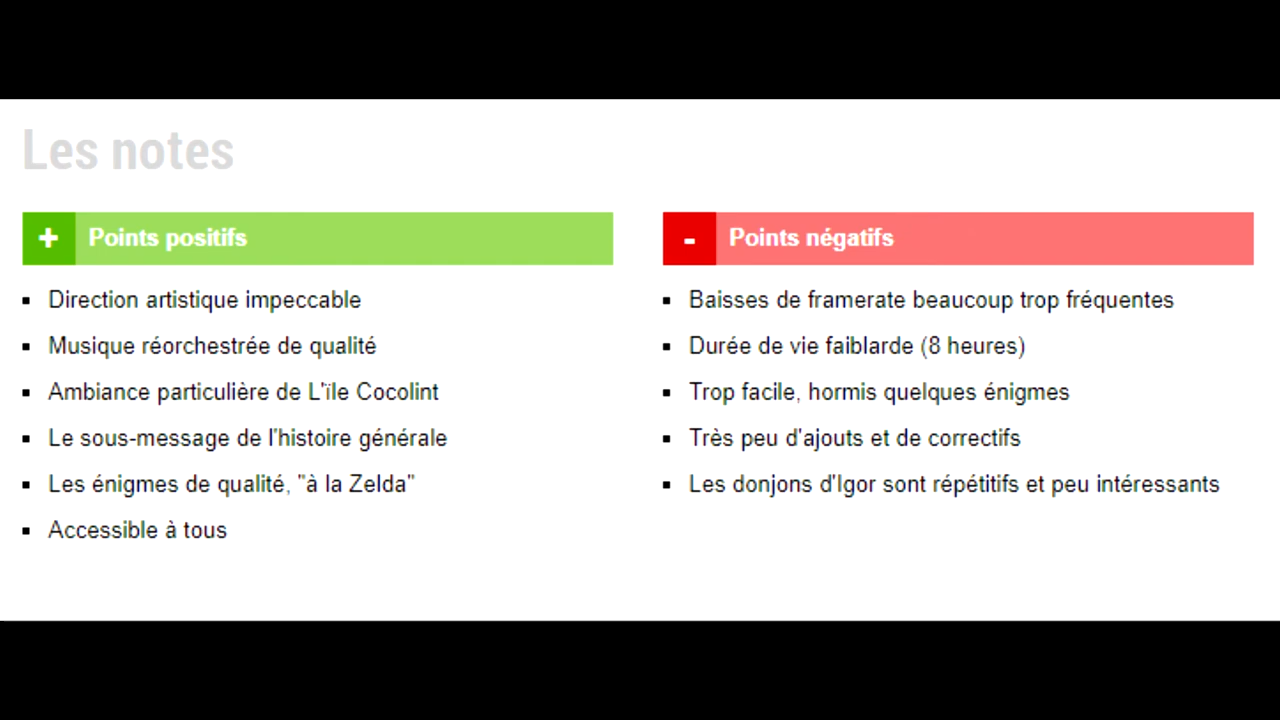 Les notes
+ Points positifs
Direction artistique impeccable
Musique réorchestrée de qualité
Ambiance particulière de L'ïle Cocolint
Le sous-message de l'histoire générale
Les énigmes de qualité, "à la Zelda"
Accessible à tous
- Points négatifs
Baisses de framerate beaucoup trop fréquentes
Durée de vie faiblarde (8 heures)
Trop facile, hormis quelques énigmes
Très peu d'ajouts et de correctifs
Les donjons d'Igor sont répétitifs et peu intéressants